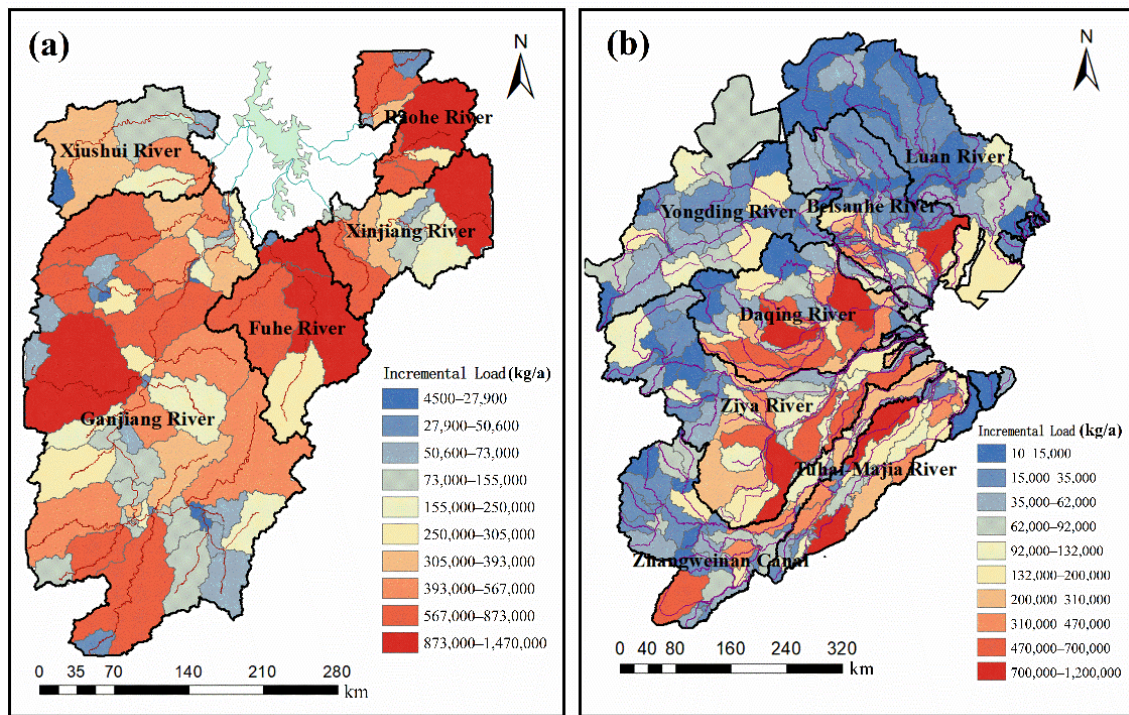 (a)
N
Raohe River
Xiushui River
Xinjiang River
Fuhe River
Ganjiang River
Incremental Load (kg/a)
4500–27,900
27,900–50,600
50,600–73,000
73,000–155,000
155,000–250,000
250,000–305,000
305,000–393,000
393,000–567,000
567,000–873,000
873,000–1,470,000
0 35 70 140 210 280
km
(b)
N
Luan River
Yongding River
Beisanhe River
Daqing River
Ziya River
Tuhai-Majia River
Zhangweinan Canal
Incremental Load (kg/a)
10 15,000
15,000 35,000
35,000–62,000
62,000–92,000
92,000–132,000
132,000–200,000
200,000 310,000
310,000 470,000
470,000–700,000
700,000–1,200,000
0 40 80 160 240 320
km